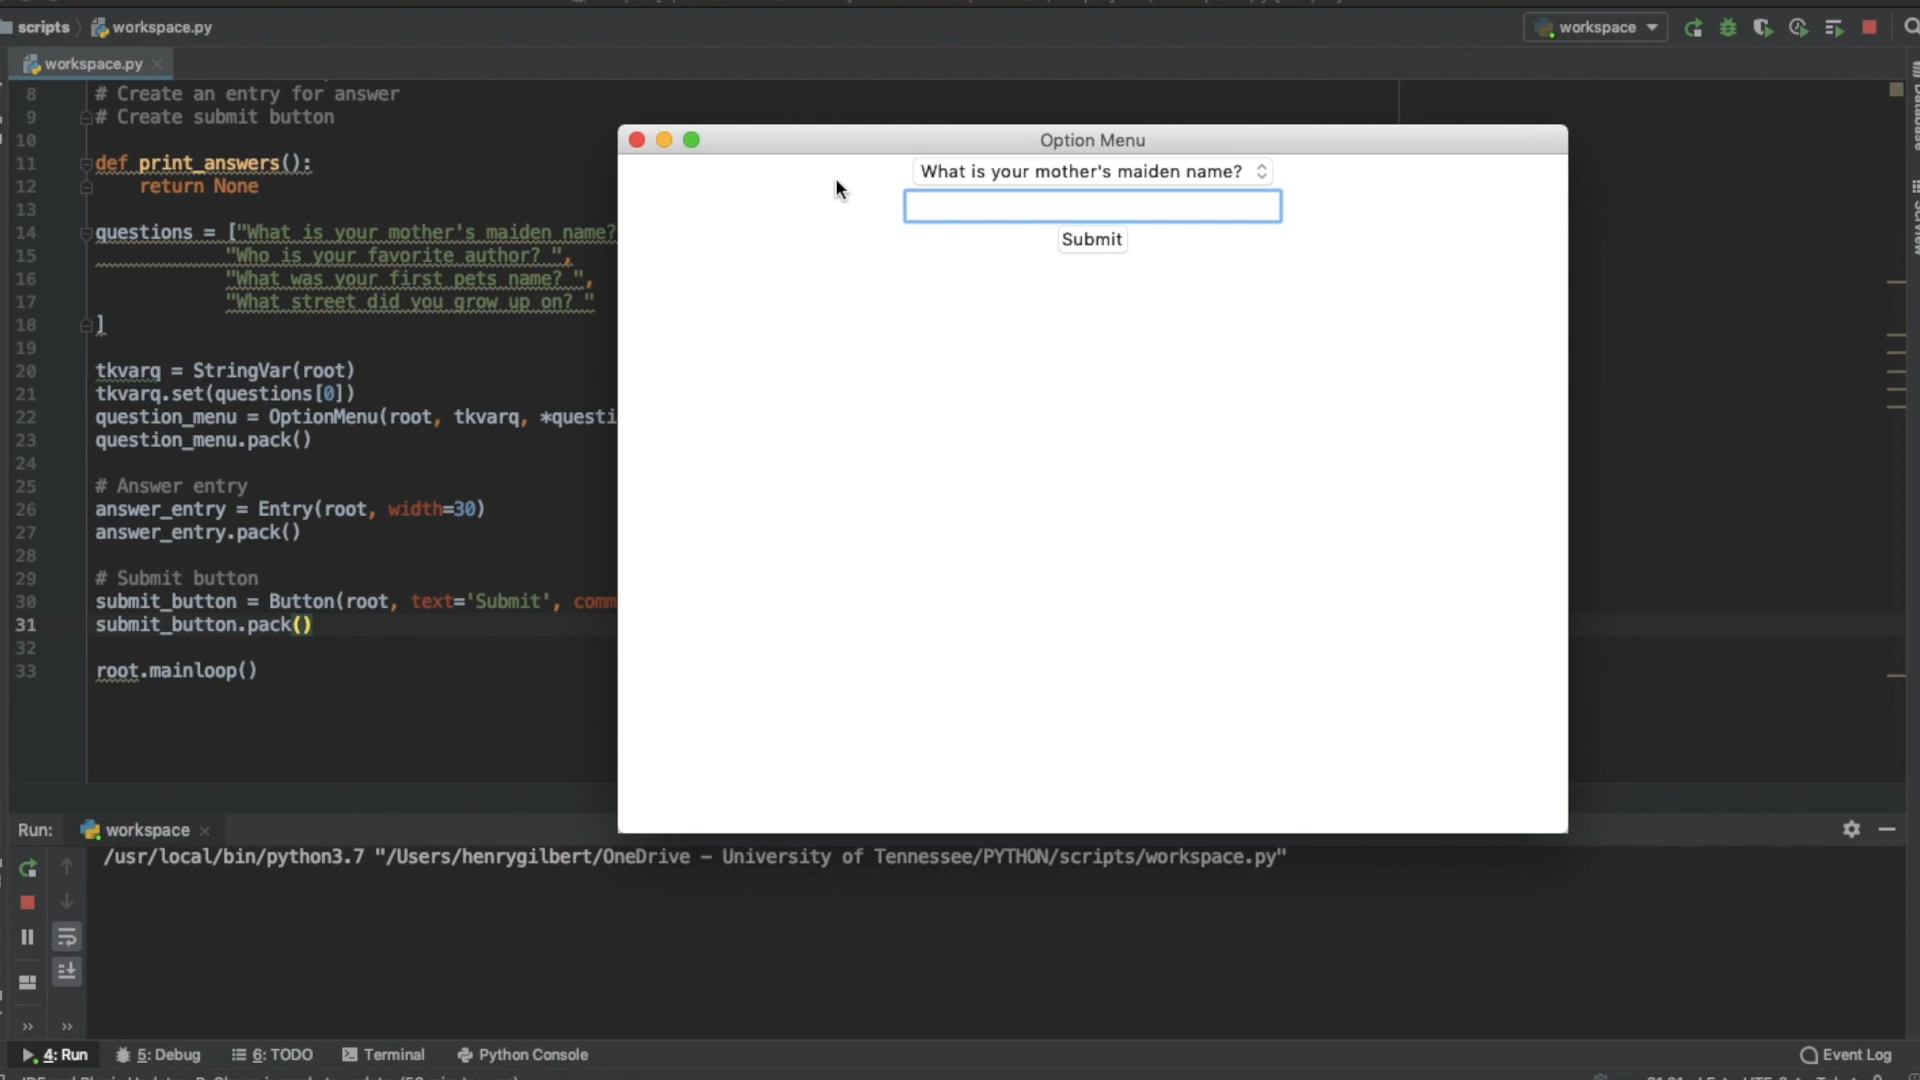 scripts workspace.py workspace
workspace.py
8 # Create an entry for answer
9 # Create submit button
10
11 def print_answers():
12 return None
13
14 questions = ["What is your mother's maiden name?
15 "Who is your favorite author? ",
16 "What was your first pets name? ",
17 "What street did you grow up on? "
18 ]
19
20 tkvarq = StringVar(root)
21 tkvarq.set(questions[0])
22 question_menu = OptionMenu(root, tkvarq, *questi
23 question_menu.pack()
24
25 # Answer entry
26 answer_entry = Entry(root, width=30)
27 answer_entry.pack()
28
29 # Submit button
30 submit_button = Button(root, text='Submit', comm
31 submit_button.pack()
32
33 root.mainloop()
Option Menu
What is your mother's maiden name?
Submit
Database
SciView
Run: workspace
/usr/local/bin/python3.7 "/Users/henrygilbert/OneDrive – University of Tennessee/PYTHON/scripts/workspace.py"
4: Run 5: Debug 6: TODO Terminal Python Console Event Log